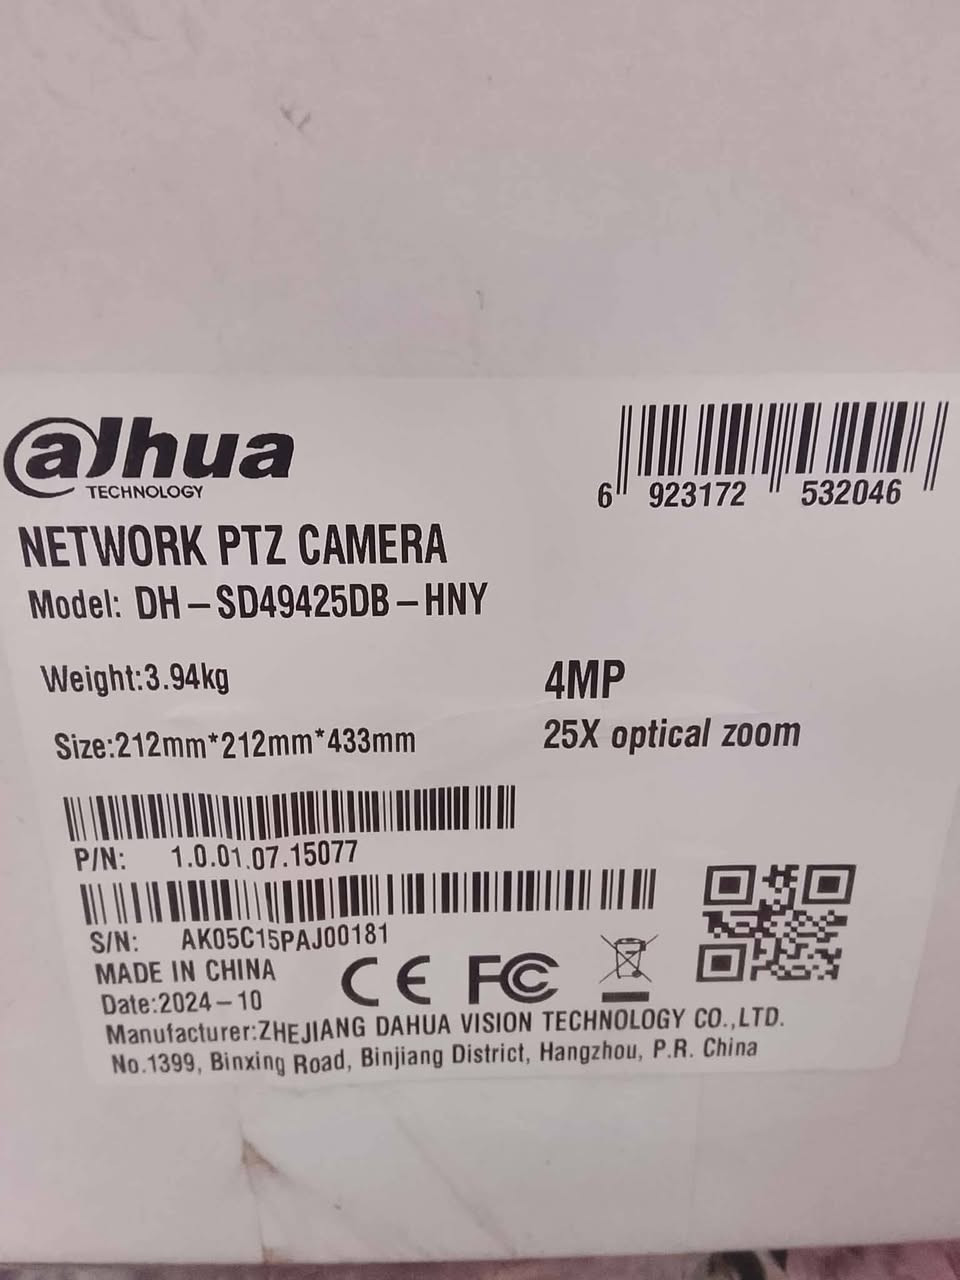 alhua
TECHNOLOGY
6 923172 532046
NETWORK PTZ CAMERA
Model: DH-SD49425DB-HNY
Weight:3.94kg
4MP
Size:212mm*212mm*433mm
25X optical zoom
P/N: 1.0.01.07.15077
S/N: AK05C15PAJ00181
MADE IN CHINA
CE FC
Date:2024-10
Manufacturer:ZHEJIANG DAHUA VISION TECHNOLOGY CO.,LTD.
No.1399, Binxing Road, Binjiang District, Hangzhou, P.R. China